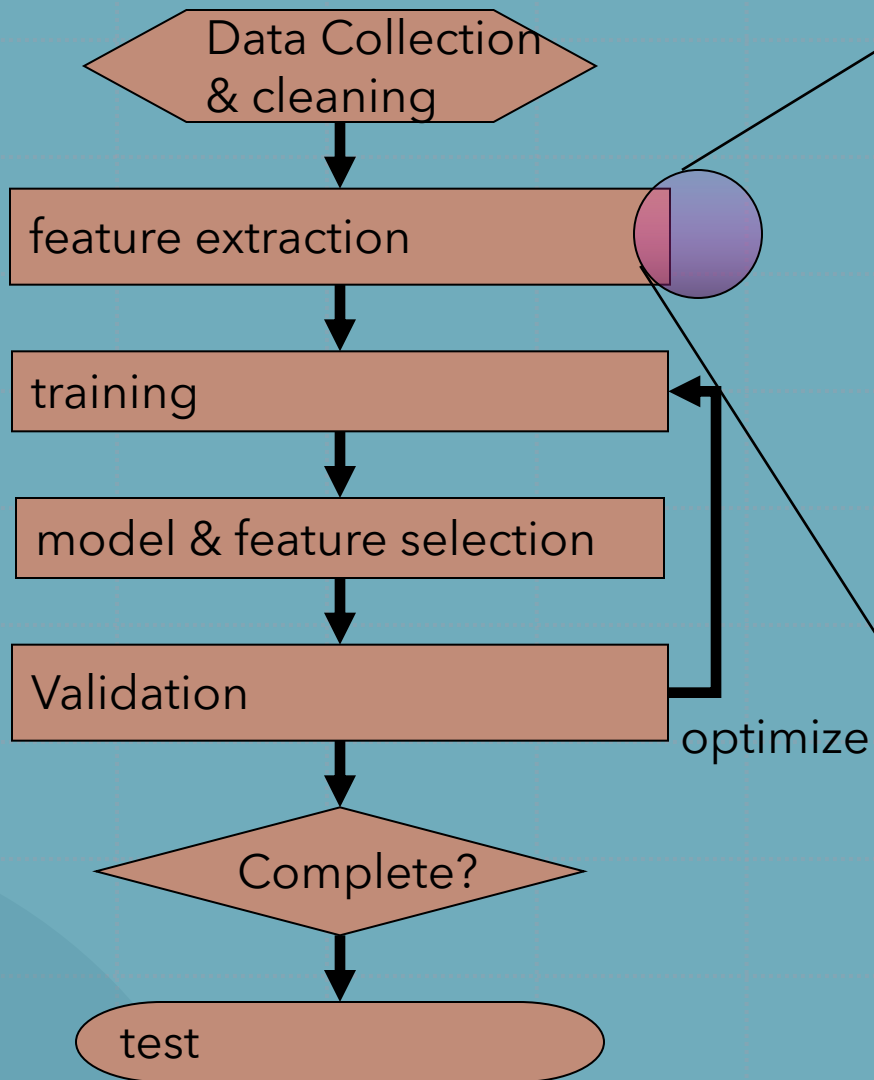 Data Collection
& cleaning
feature extraction
training
model & feature selection
Validation
optimize
Complete?
test